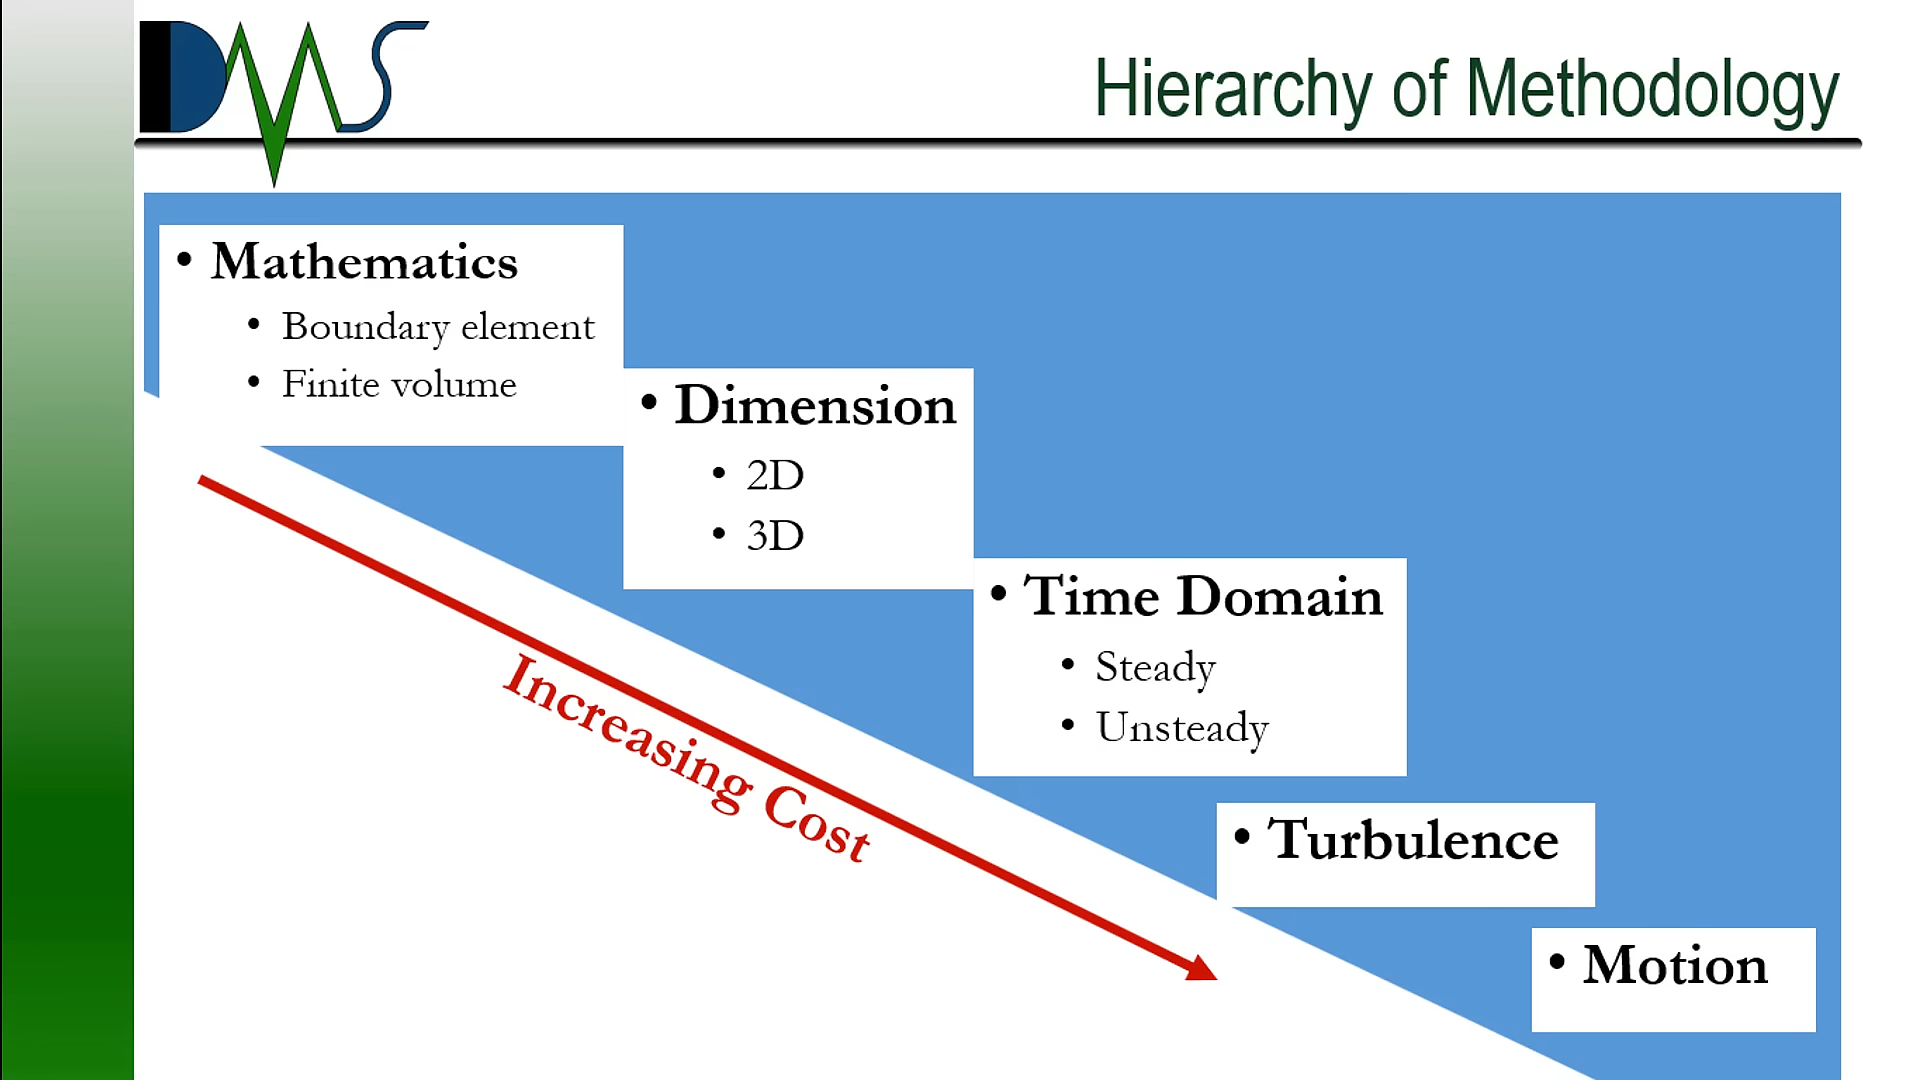 DMS
Hierarchy of Methodology
• Mathematics
• Boundary element
• Finite volume
• Dimension
• 2D
• 3D
• Time Domain
• Steady
• Unsteady
Increasing Cost
• Turbulence
• Motion